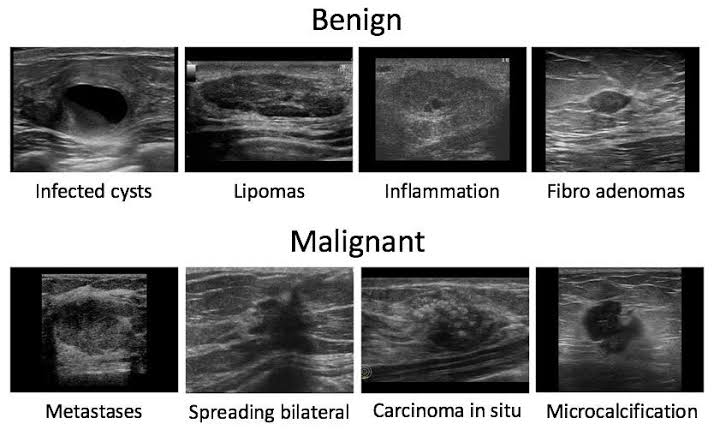 Benign
Infected cysts
Lipomas
Inflammation
Fibro adenomas
Malignant
Metastases
Spreading bilateral
Carcinoma in situ
Microcalcification